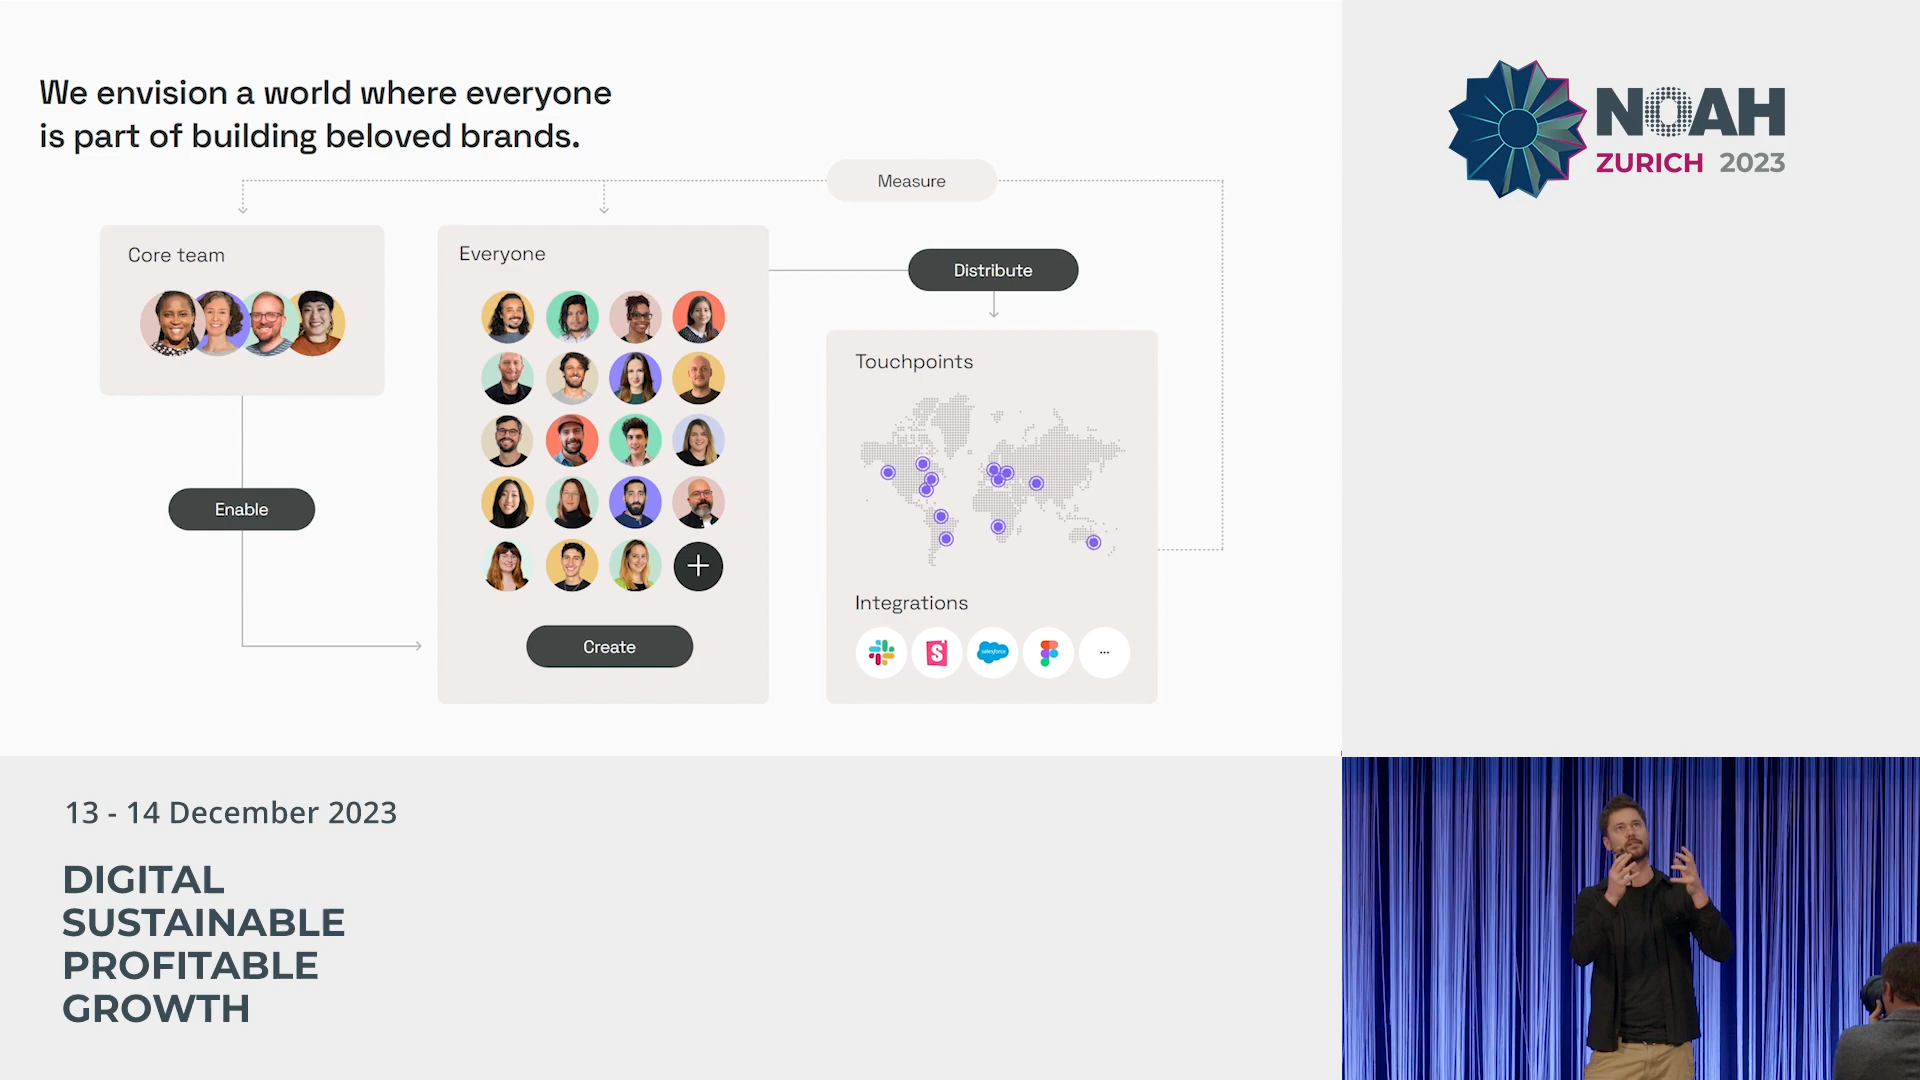 We envision a world where everyone
is part of building beloved brands.
Measure
Core team
Everyone
Distribute
Touchpoints
Enable
Integrations
Create
salesforce
...
NOAH
ZURICH 2023
13 - 14 December 2023
DIGITAL
SUSTAINABLE
PROFITABLE
GROWTH